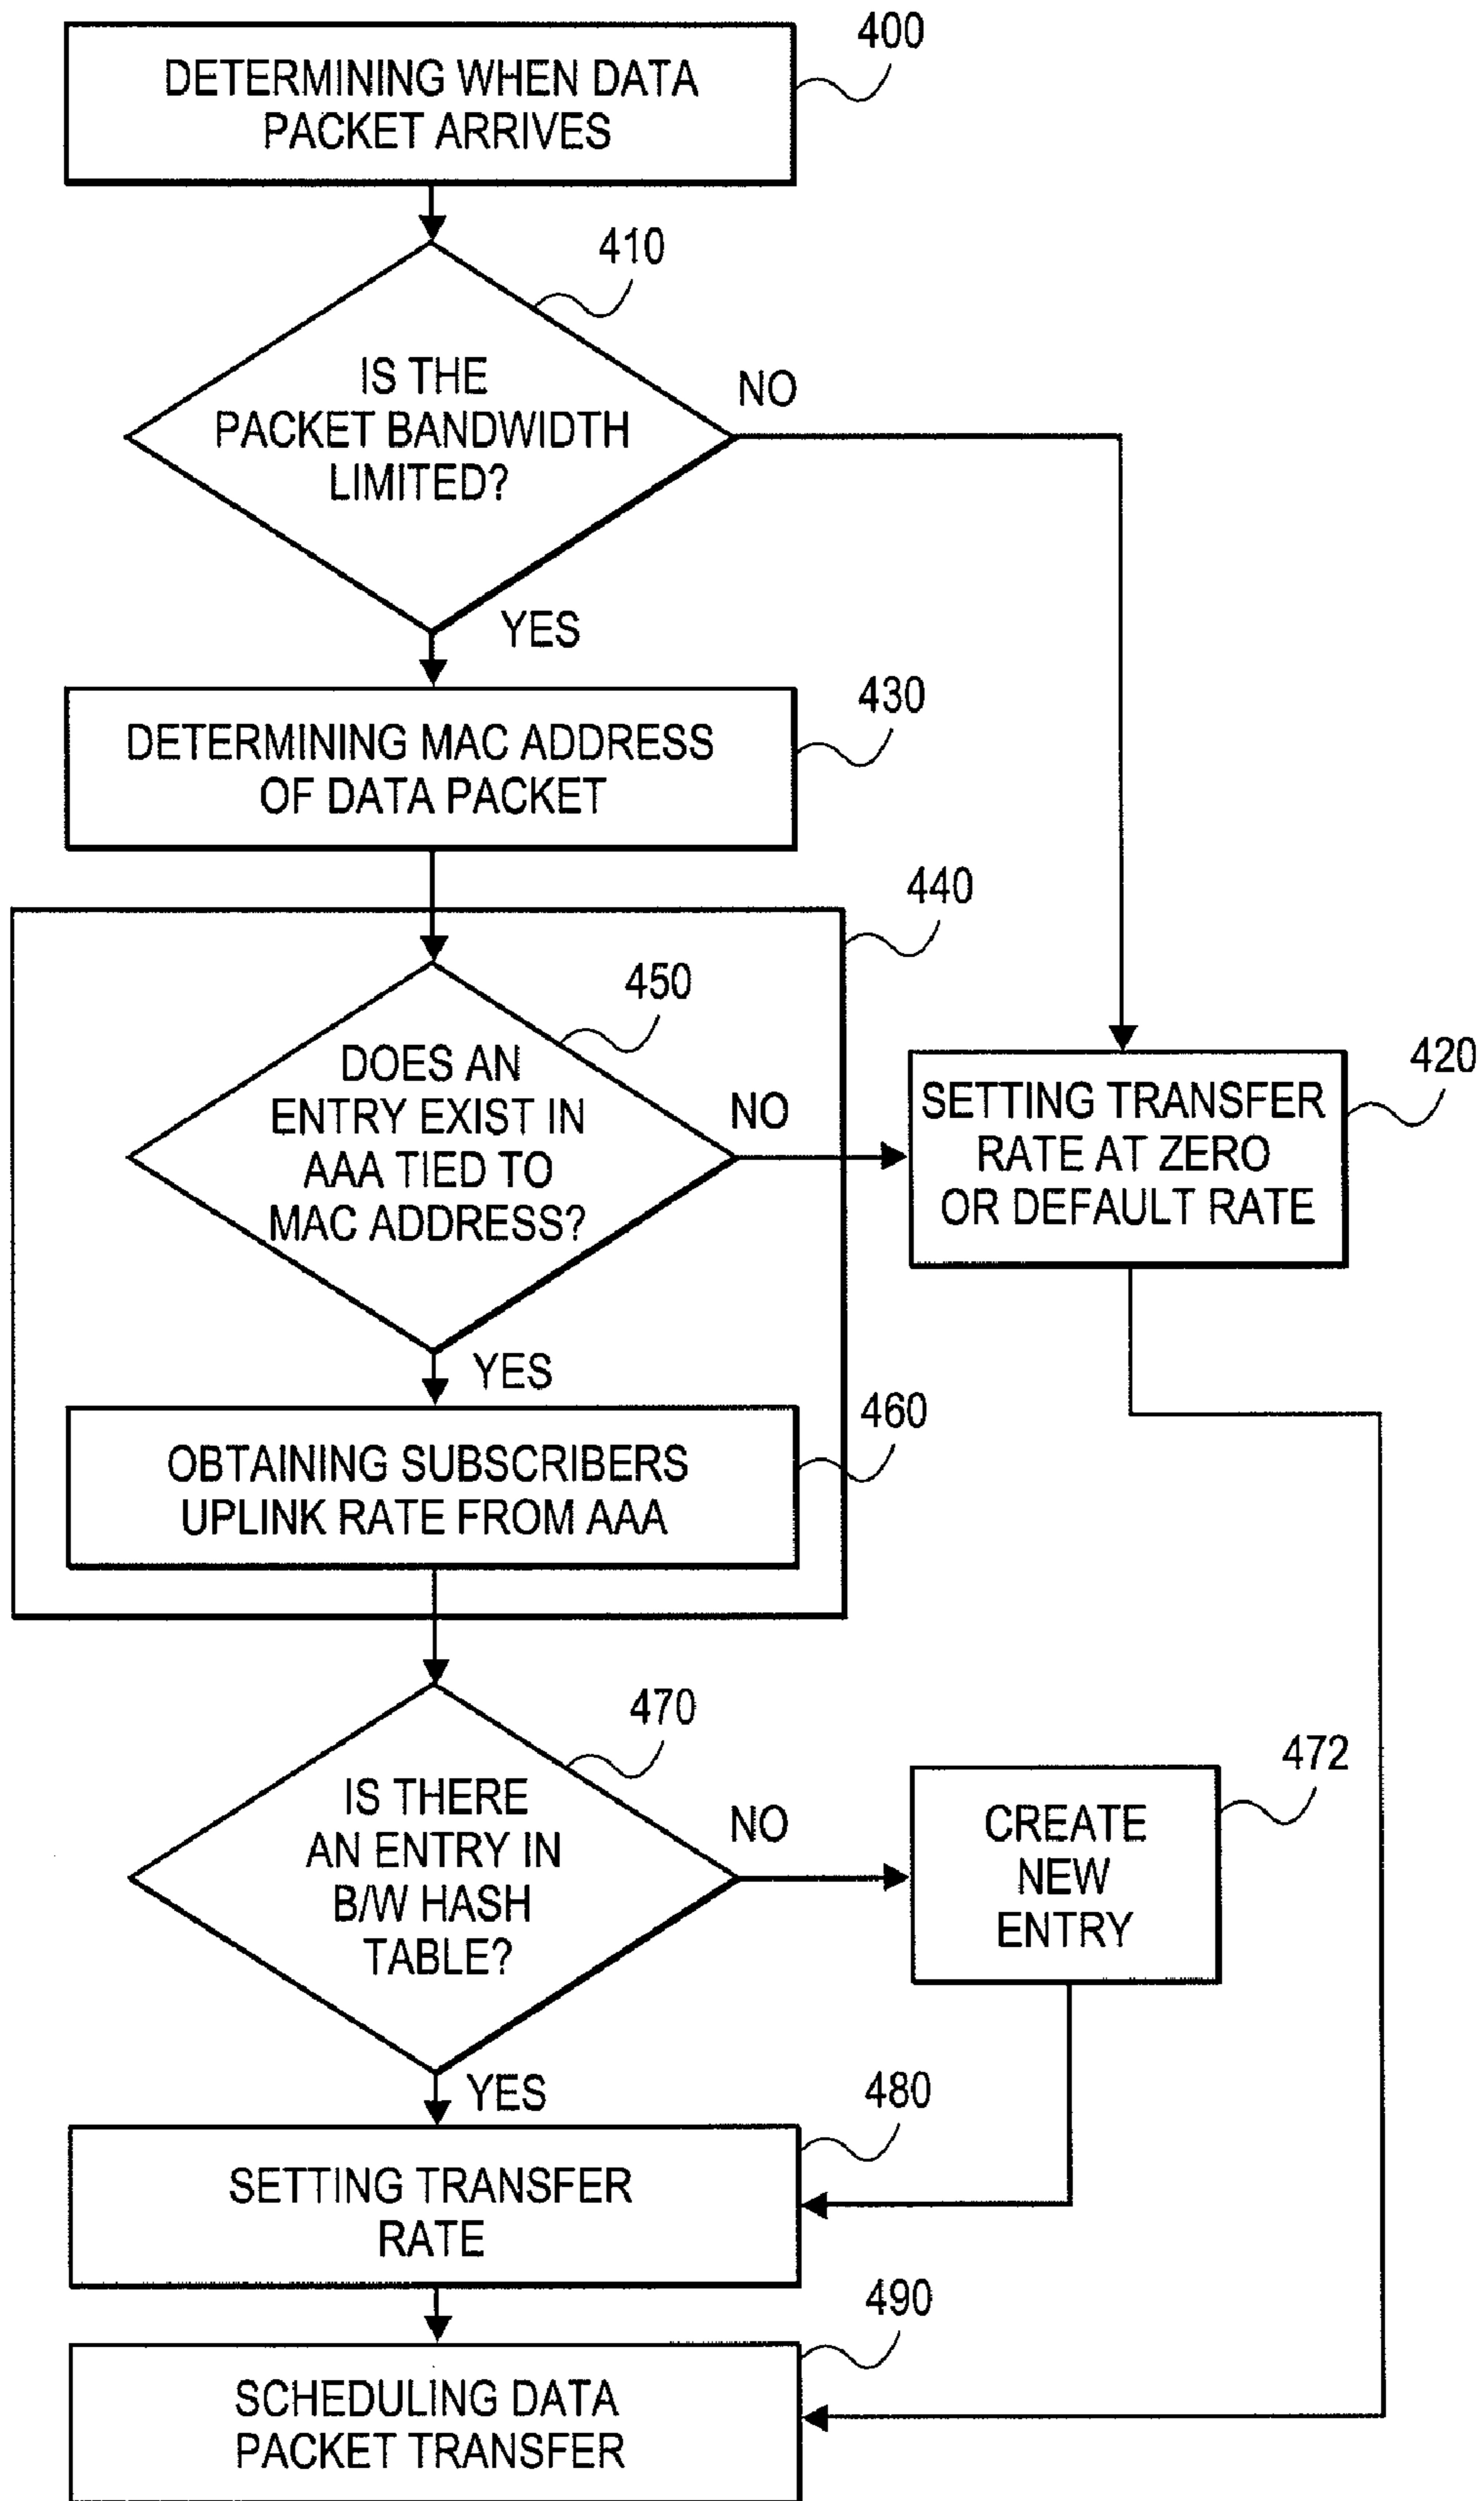 400
DETERMINING WHEN DATA
PACKET ARRIVES
410
IS THE
PACKET BANDWIDTH
LIMITED?
NO
YES
430
DETERMINING MAC ADDRESS
OF DATA PACKET
440
450
DOES AN
ENTRY EXIST IN
AAA TIED TO
MAC ADDRESS?
NO
YES
420
SETTING TRANSFER
RATE AT ZERO
OR DEFAULT RATE
460
OBTAINING SUBSCRIBERS
UPLINK RATE FROM AAA
470
IS THERE
AN ENTRY IN
B/W HASH
TABLE?
NO
YES
472
CREATE
NEW
ENTRY
480
SETTING TRANSFER
RATE
490
SCHEDULING DATA
PACKET TRANSFER